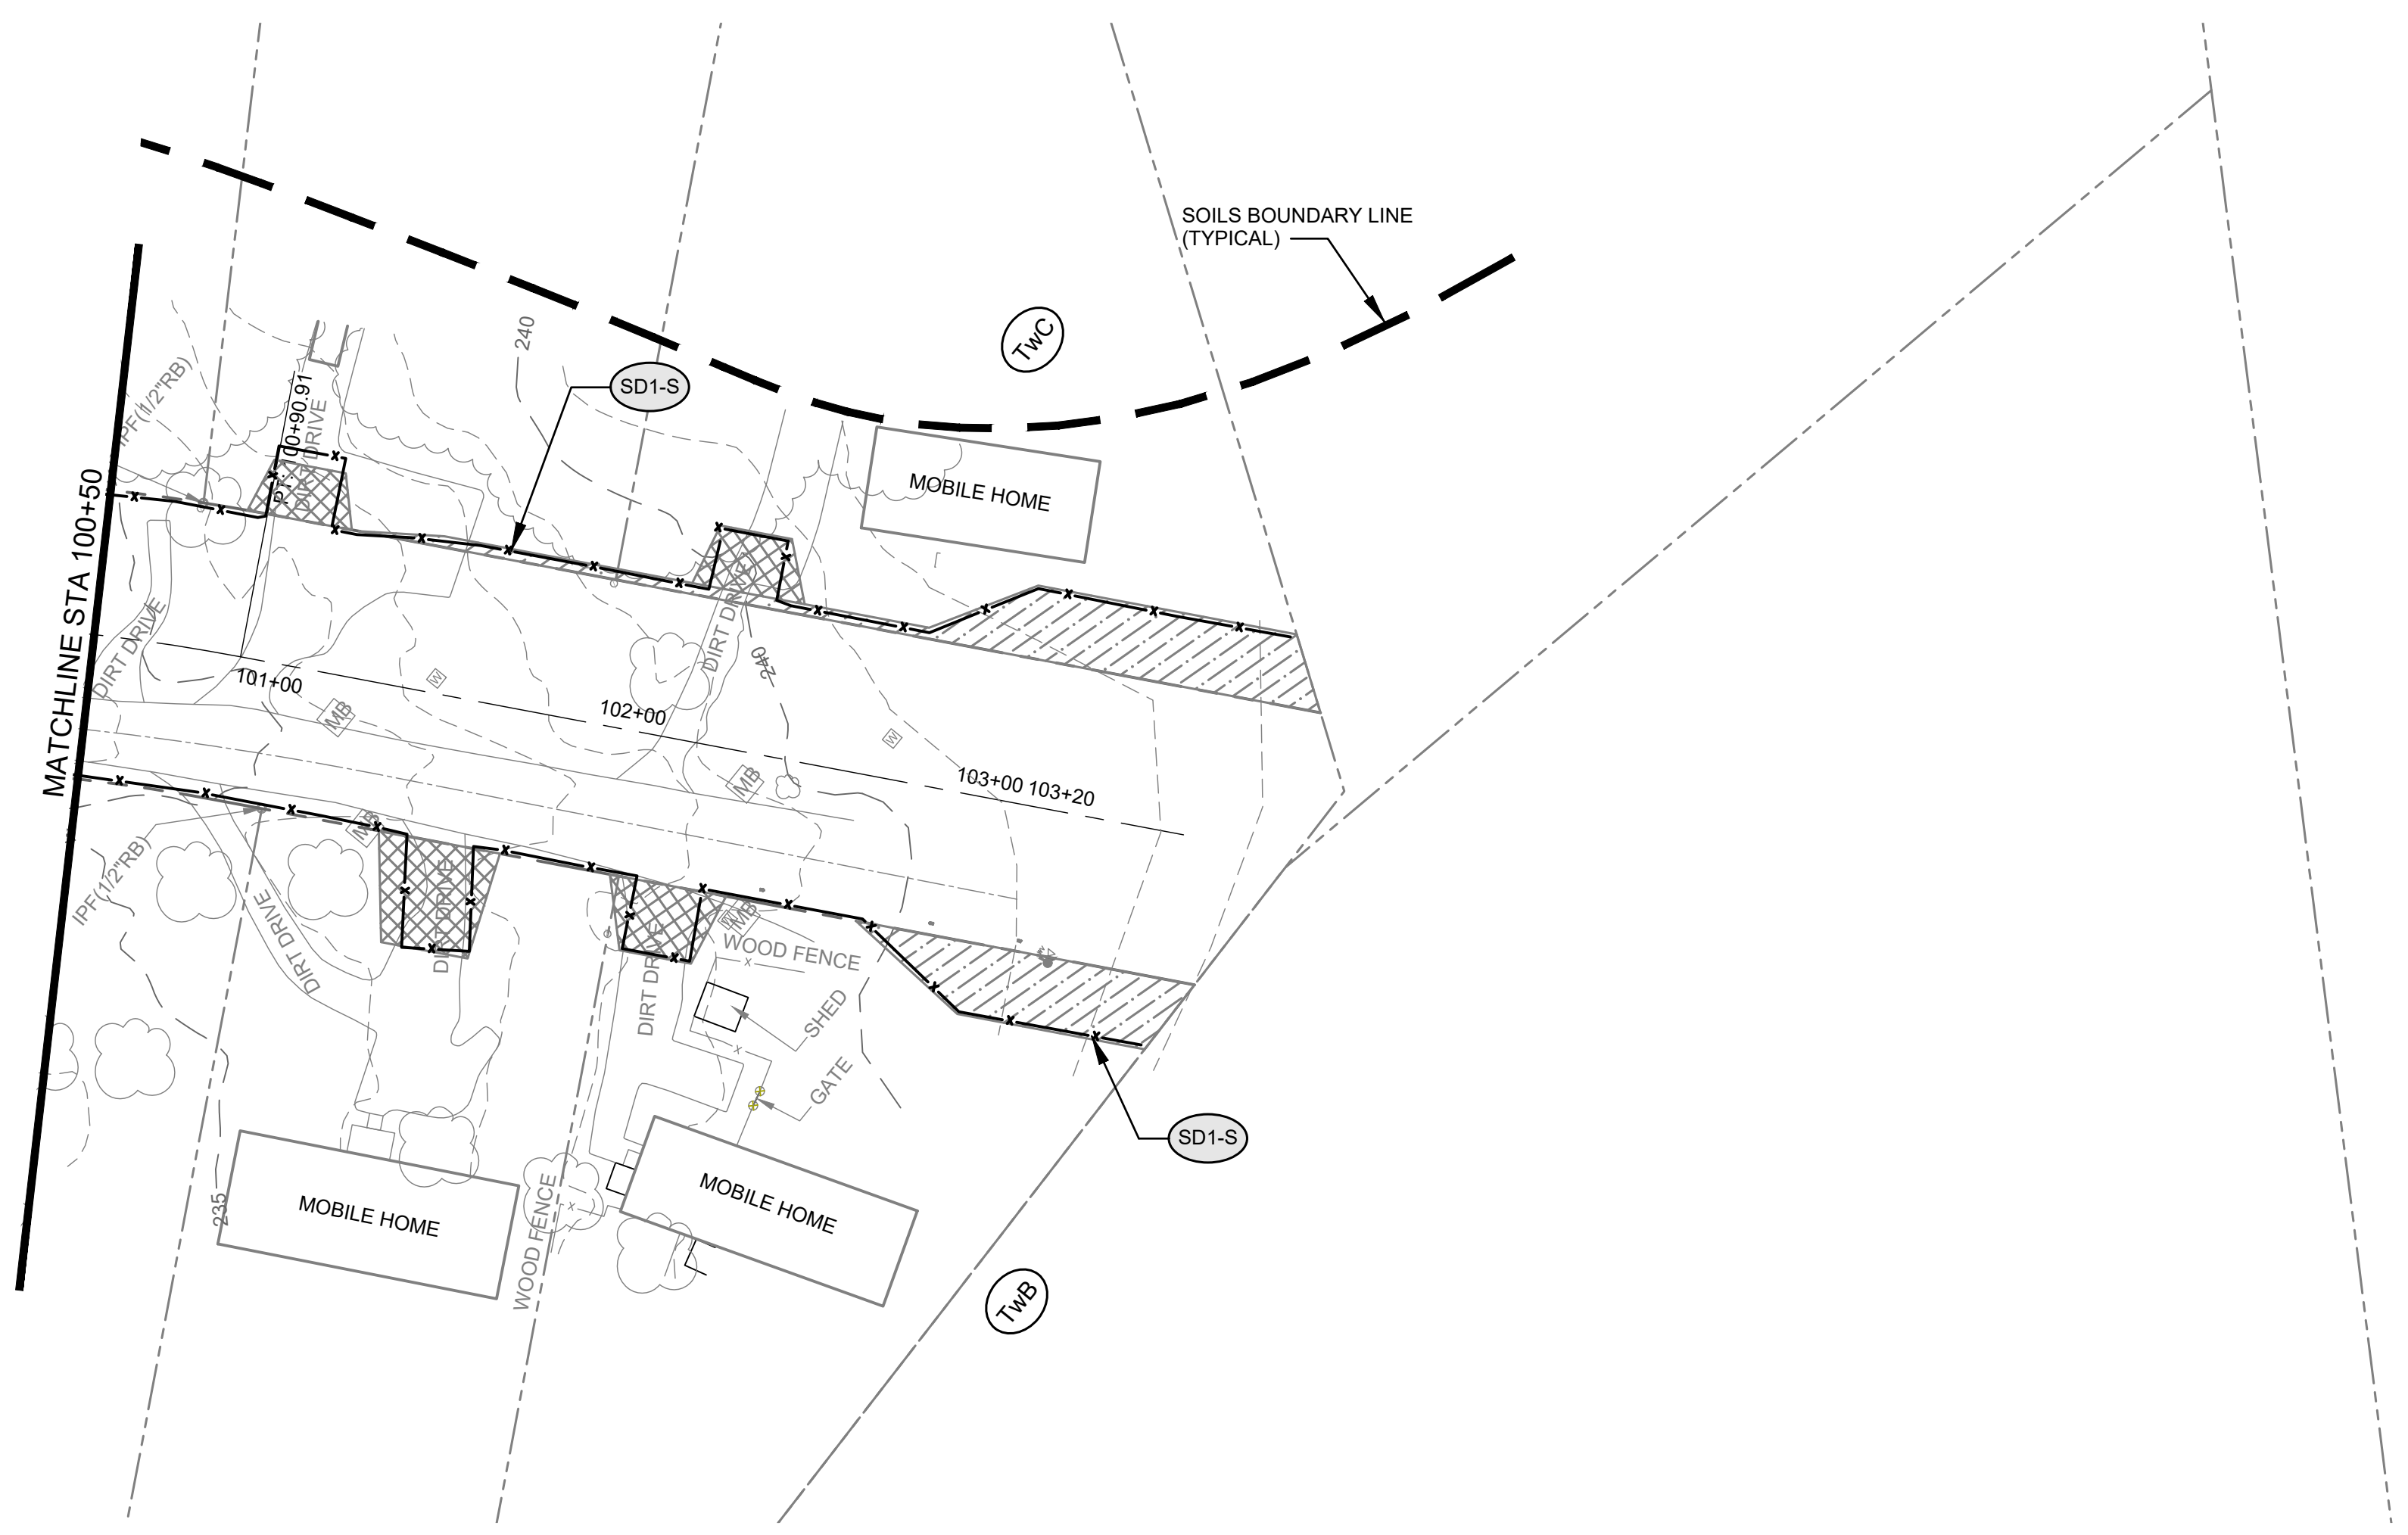 SOILS BOUNDARY LINE
(TYPICAL)
TwC
240
SD1-S
IPF(1/2"RB)
PT: 100+90.91
DIRT DRIVE
MOBILE HOME
MATCHLINE STA 100+50
DIRT DRIVE
DIRT DRIVE
240
101+00
102+00
W
MB
W
MB
103+00 103+20
MB
IPF(1/2"RB)
DIRT DRIVE
DIRT DRIVE
DIRT DRIVE
W
MB
WOOD FENCE
SHED
GATE
SD1-S
235
MOBILE HOME
WOOD FENCE
MOBILE HOME
TwB